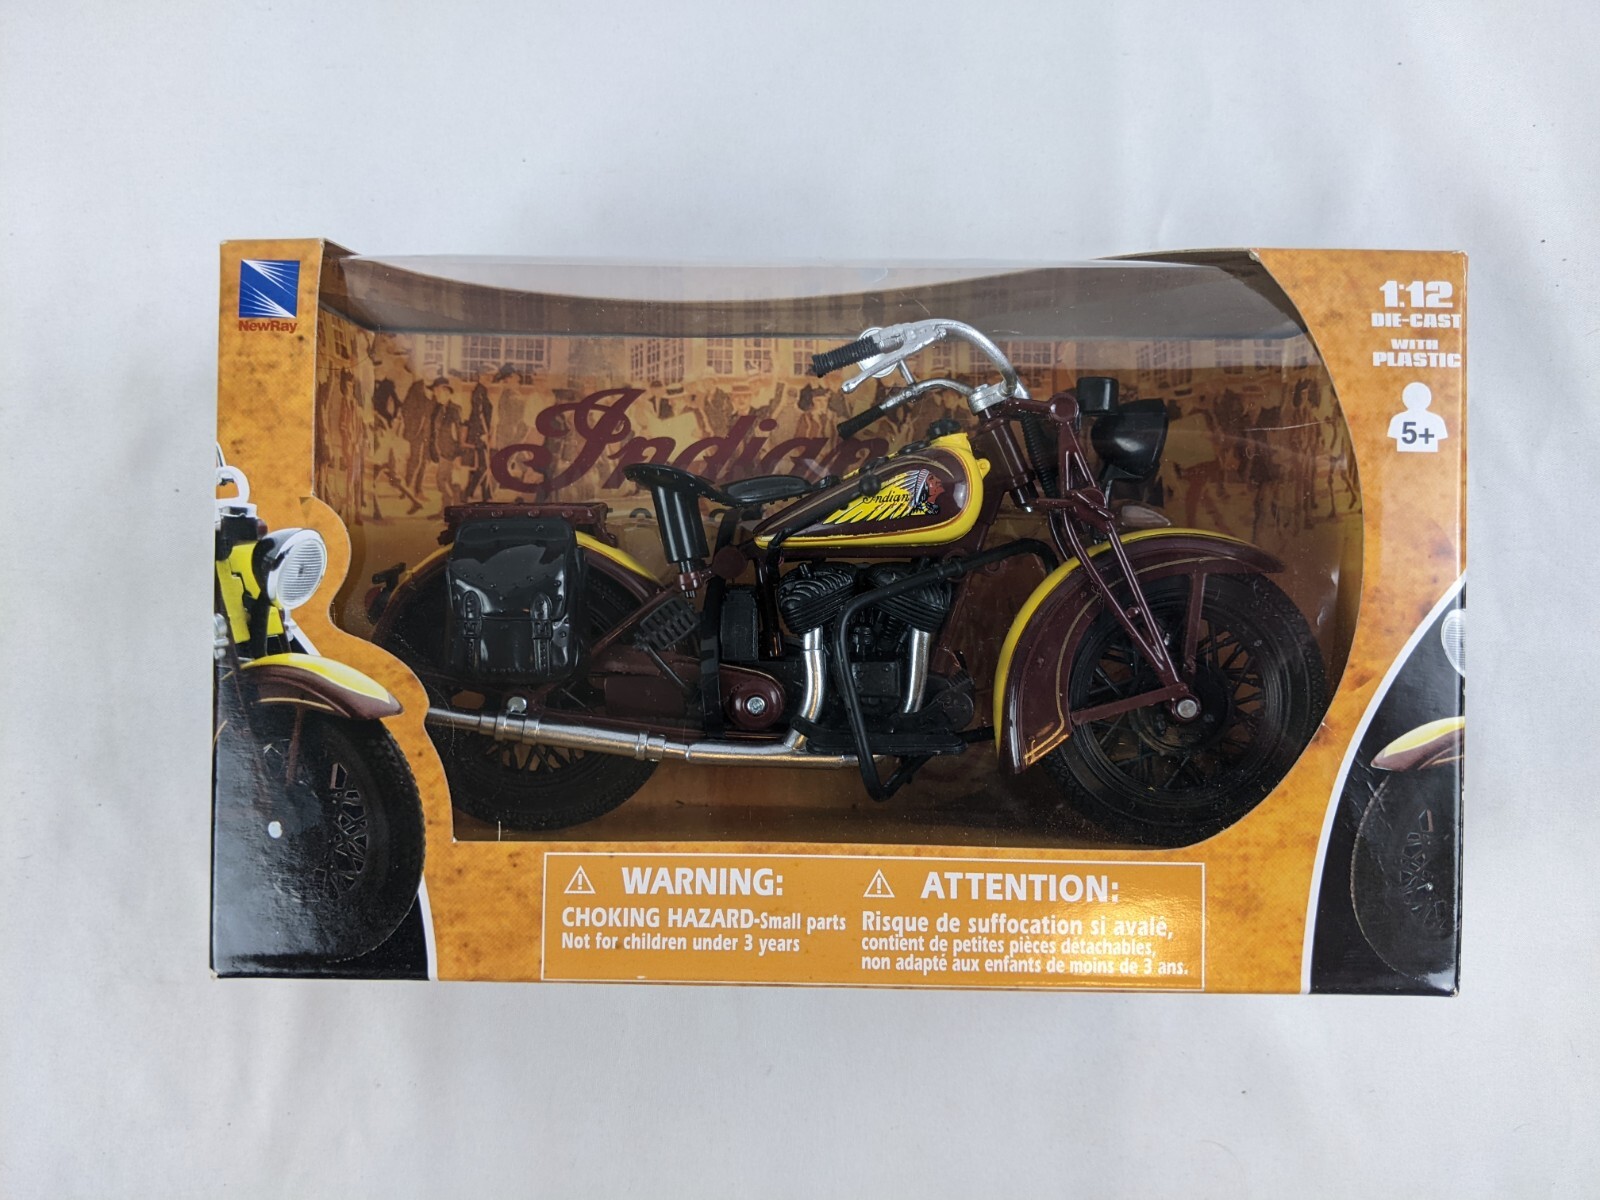 NewRay
1:12
DIE-CAST
WITH
PLASTIC
5+
Indian
Indian
⚠ WARNING:
CHOKING HAZARD-Small parts
Not for children under 3 years
⚠ ATTENTION:
Risque de suffocation si avalé,
contient de petites pièces détachables,
non adapté aux enfants de moins de 3 ans.